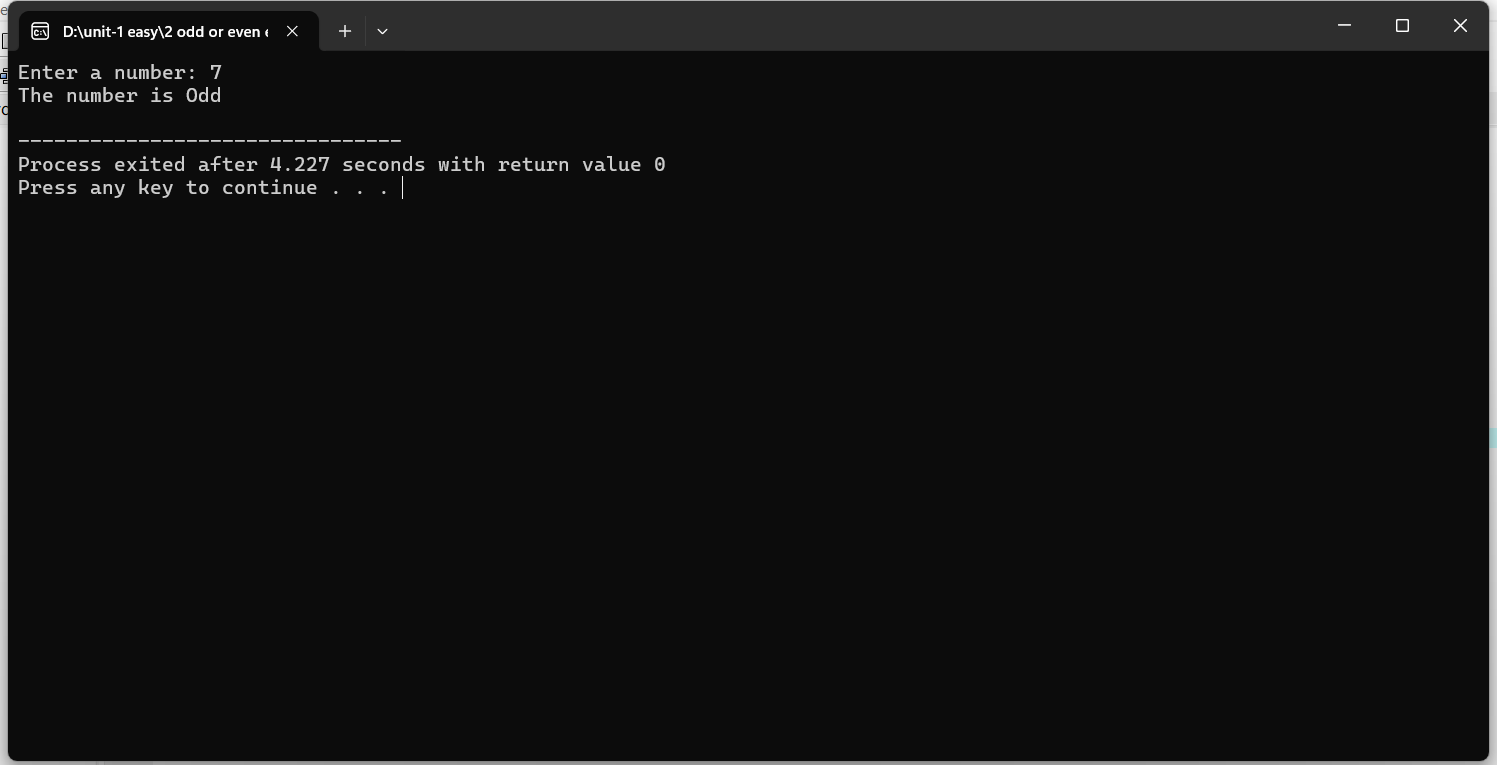 D:\unit-1 easy\2 odd or even
Enter a number: 7
The number is Odd
--------------------------------
Process exited after 4.227 seconds with return value 0
Press any key to continue . . .